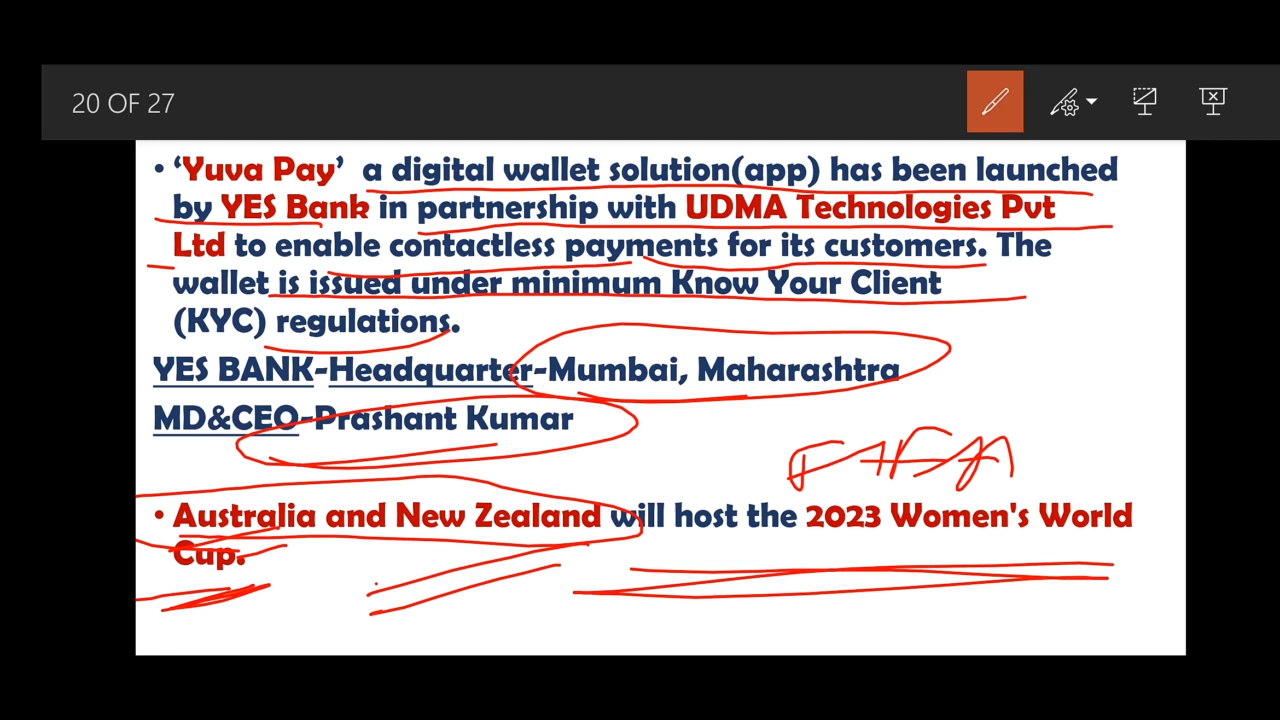 20 OF 27
• ‘Yuva Pay’ a digital wallet solution(app) has been launched
by YES Bank in partnership with UDMA Technologies Pvt
Ltd to enable contactless payments for its customers. The
wallet is issued under minimum Know Your Client
(KYC) regulations.
YES BANK-Headquarter-Mumbai, Maharashtra
MD&CEO-Prashant Kumar
• Australia and New Zealand will host the 2023 Women's World
Cup.